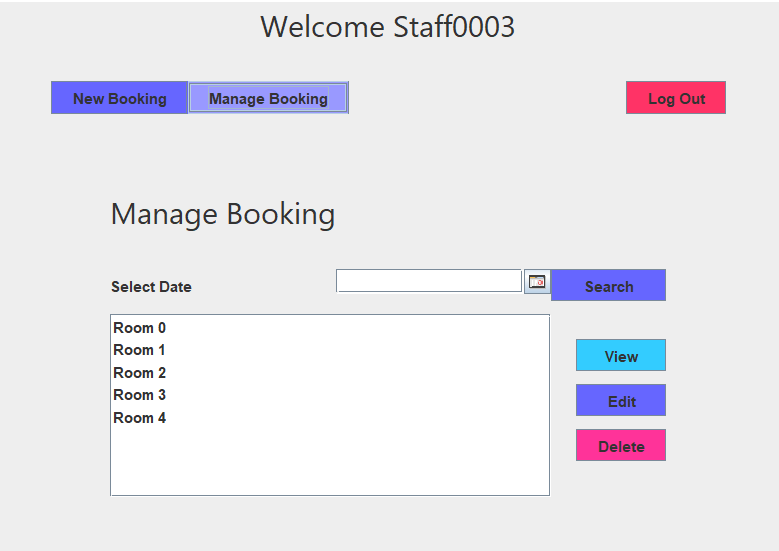 Welcome Staff0003
New Booking Manage Booking Log Out
Manage Booking
Select Date Search
Room 0
Room 1
Room 2
Room 3
Room 4
View
Edit
Delete